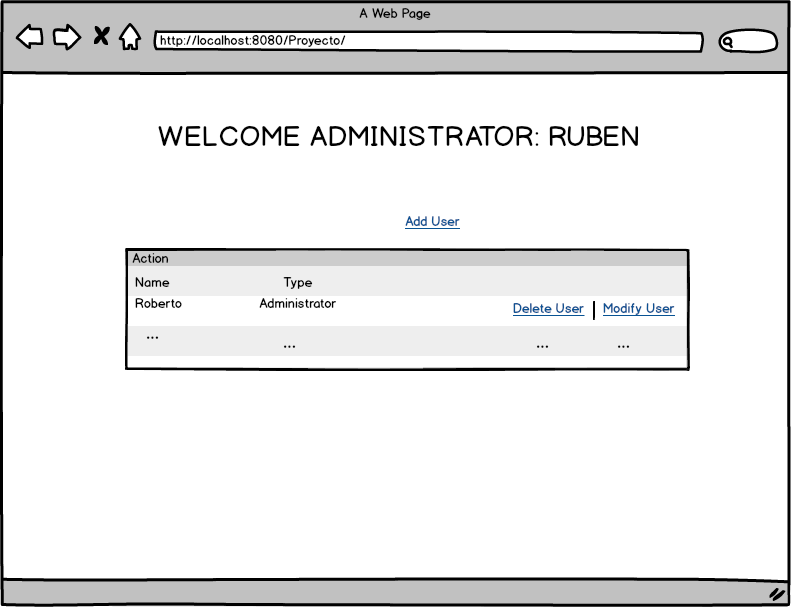 A Web Page
http://localhost:8080/Proyecto/
WELCOME ADMINISTRATOR: RUBEN
Add User
Action
Name Type
Roberto Administrator Delete User | Modify User
... ... ... ...